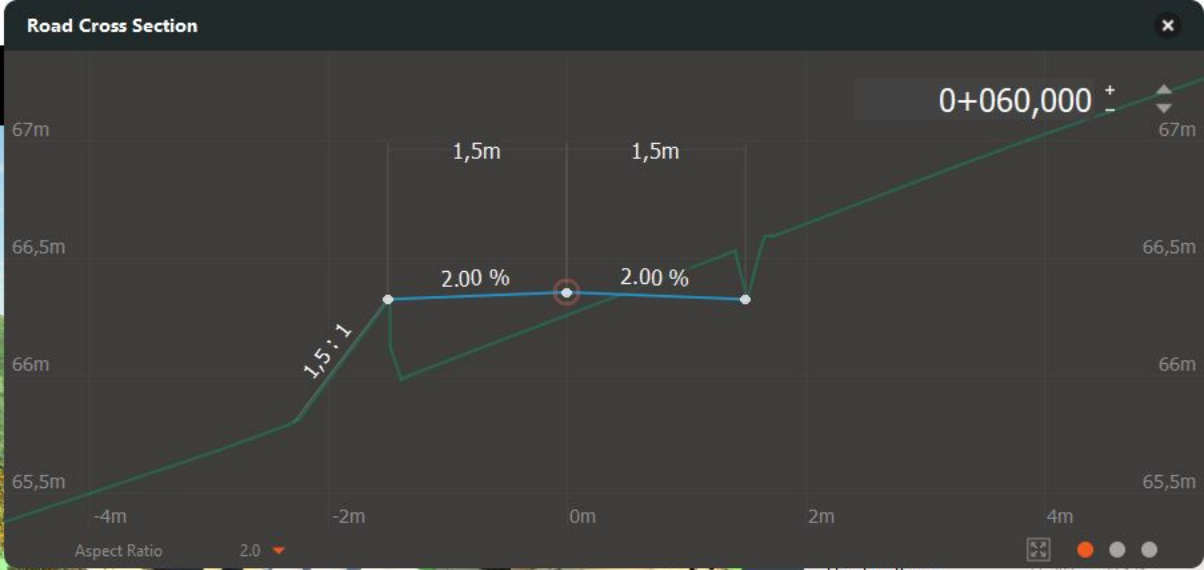 Road Cross Section
0+060,000
67m
67m
1,5m
1,5m
66,5m
66,5m
2.00 %
2.00 %
1,5 : 1
66m
66m
65,5m
65,5m
-4m
-2m
0m
2m
4m
Aspect Ratio
2.0